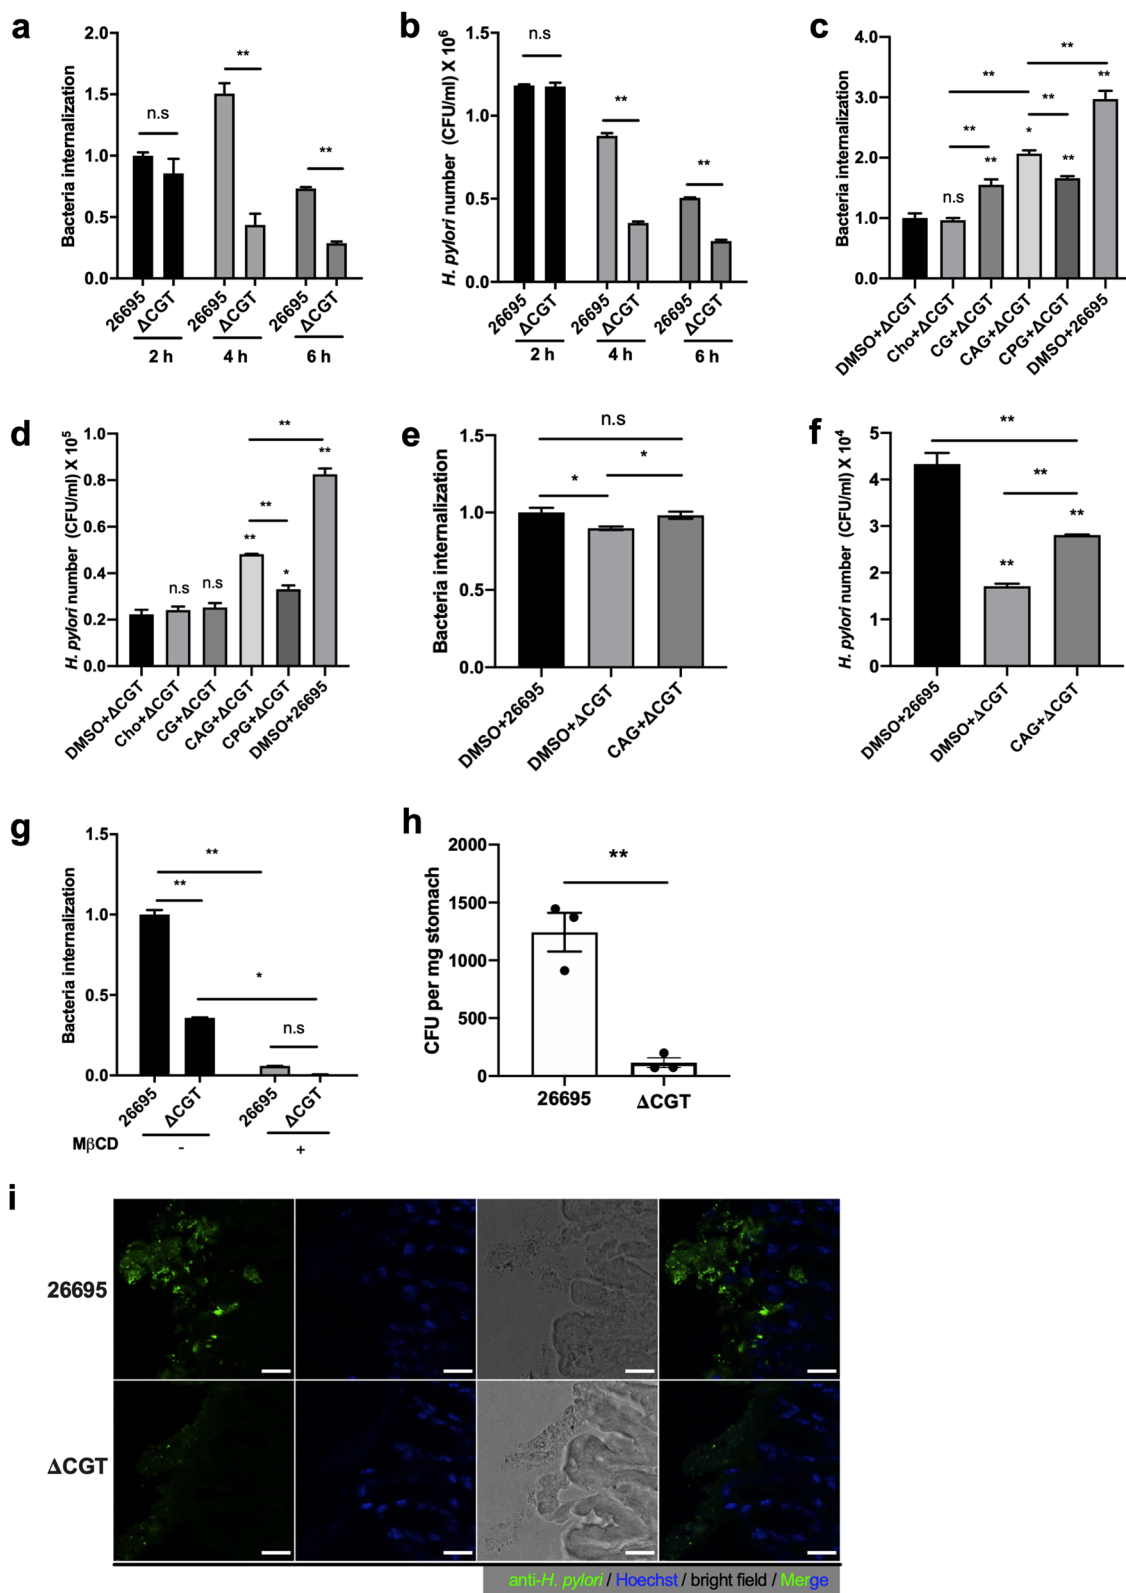 a
Bacteria internalization
2.0
1.5
1.0
0.5
0.0
n.s
**
**
26695
ΔCGT
26695
ΔCGT
26695
ΔCGT
2 h
4 h
6 h
b
H. pylori number (CFU/ml) X 10⁶
1.5
1.0
0.5
0.0
n.s
**
**
26695
ΔCGT
26695
ΔCGT
26695
ΔCGT
2 h
4 h
6 h
c
Bacteria internalization
4.0
3.0
2.0
1.0
0.0
**
**
**
**
**
n.s
**
*
**
DMSO+ΔCGT
Cho+ΔCGT
CG+ΔCGT
CAG+ΔCGT
CPG+ΔCGT
DMSO+26695
d
H. pylori number (CFU/ml) X 10⁵
1.0
0.8
0.6
0.4
0.2
0.0
**
**
**
n.s
n.s
**
*
DMSO+ΔCGT
Cho+ΔCGT
CG+ΔCGT
CAG+ΔCGT
CPG+ΔCGT
DMSO+26695
e
Bacteria internalization
1.5
1.0
0.5
0.0
n.s
*
*
DMSO+26695
DMSO+ΔCGT
CAG+ΔCGT
f
H. pylori number (CFU/ml) X 10⁴
5
4
3
2
1
0
**
**
**
**
DMSO+26695
DMSO+ΔCGT
CAG+ΔCGT
g
Bacteria internalization
1.5
1.0
0.5
0.0
**
**
*
n.s
26695
ΔCGT
26695
ΔCGT
MβCD
-
+
h
CFU per mg stomach
2000
1500
1000
500
0
**
26695
ΔCGT
i
26695
ΔCGT
anti-H. pylori / Hoechst / bright field / Merge